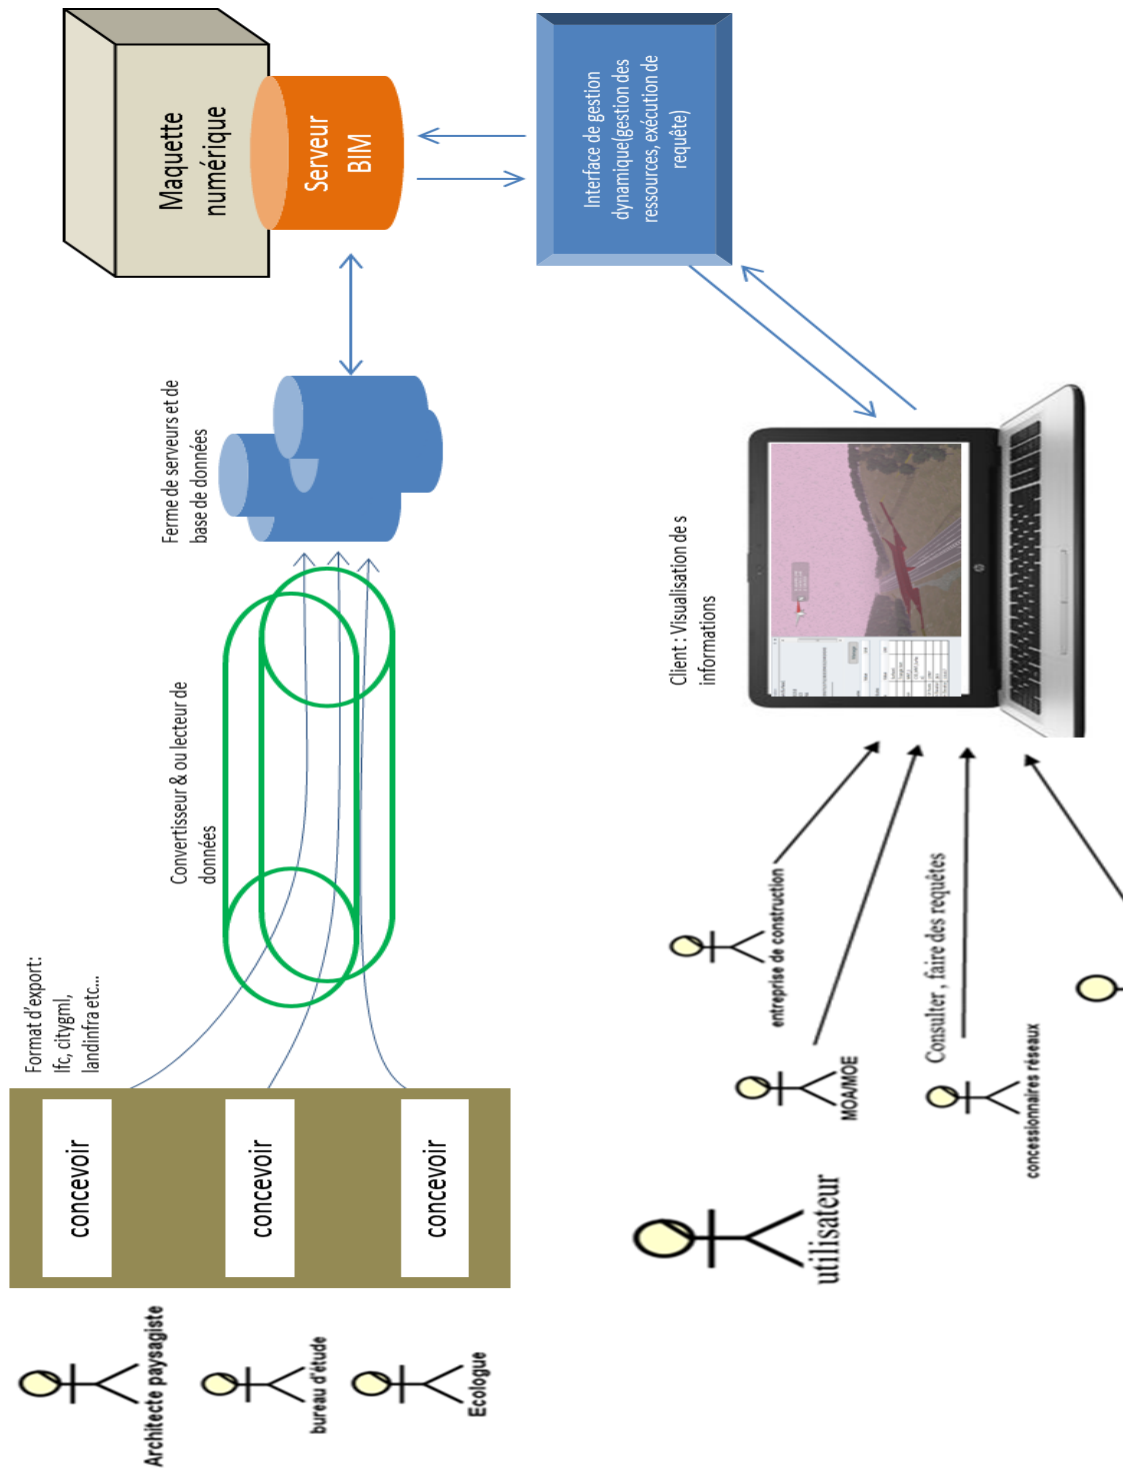 Architecte paysagiste
bureau d'étude
Ecologue
concevoir
concevoir
concevoir
Format d'export:
Ifc, citygml,
landinfra etc...
Convertisseur & ou lecteur de
données
Ferme de serveurs et de
base de données
Maquette
numérique
Serveur
BIM
Interface de gestion
dynamique(gestion des
ressources, exécution de
requête)
Client : Visualisation de s
informations
utilisateur
entreprise de construction
MOA/MOE
Consulter , faire des requêtes
concessionnaires réseaux